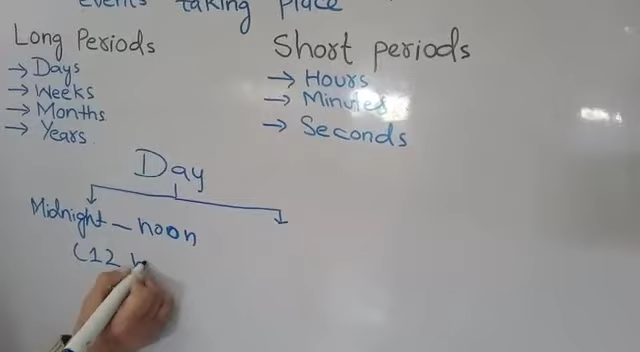 events taking place
Long Periods
→ Days
→ Weeks
→ Months
→ Years
Short periods
→ Hours
→ Minutes
→ Seconds
Day
Midnight – noon
(12 h